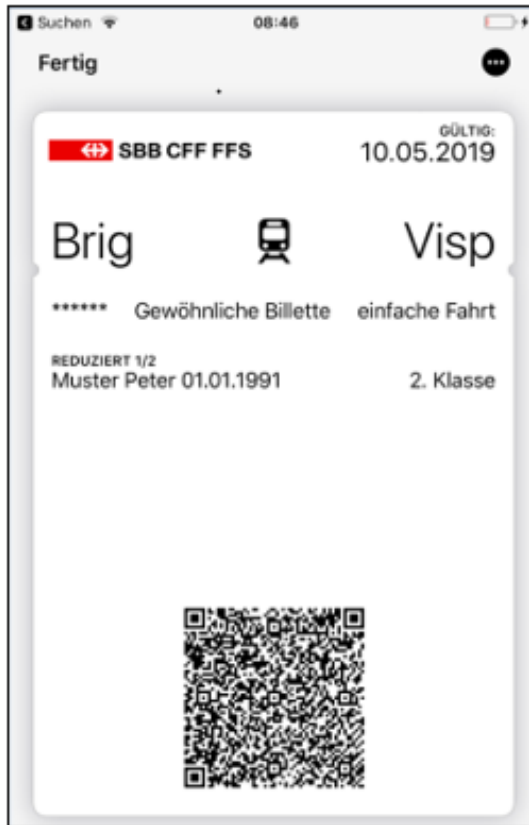 Suchen 08:46
Fertig
GÜLTIG:
SBB CFF FFS 10.05.2019
Brig Visp
****** Gewöhnliche Billette einfache Fahrt
REDUZIERT 1/2
Muster Peter 01.01.1991 2. Klasse